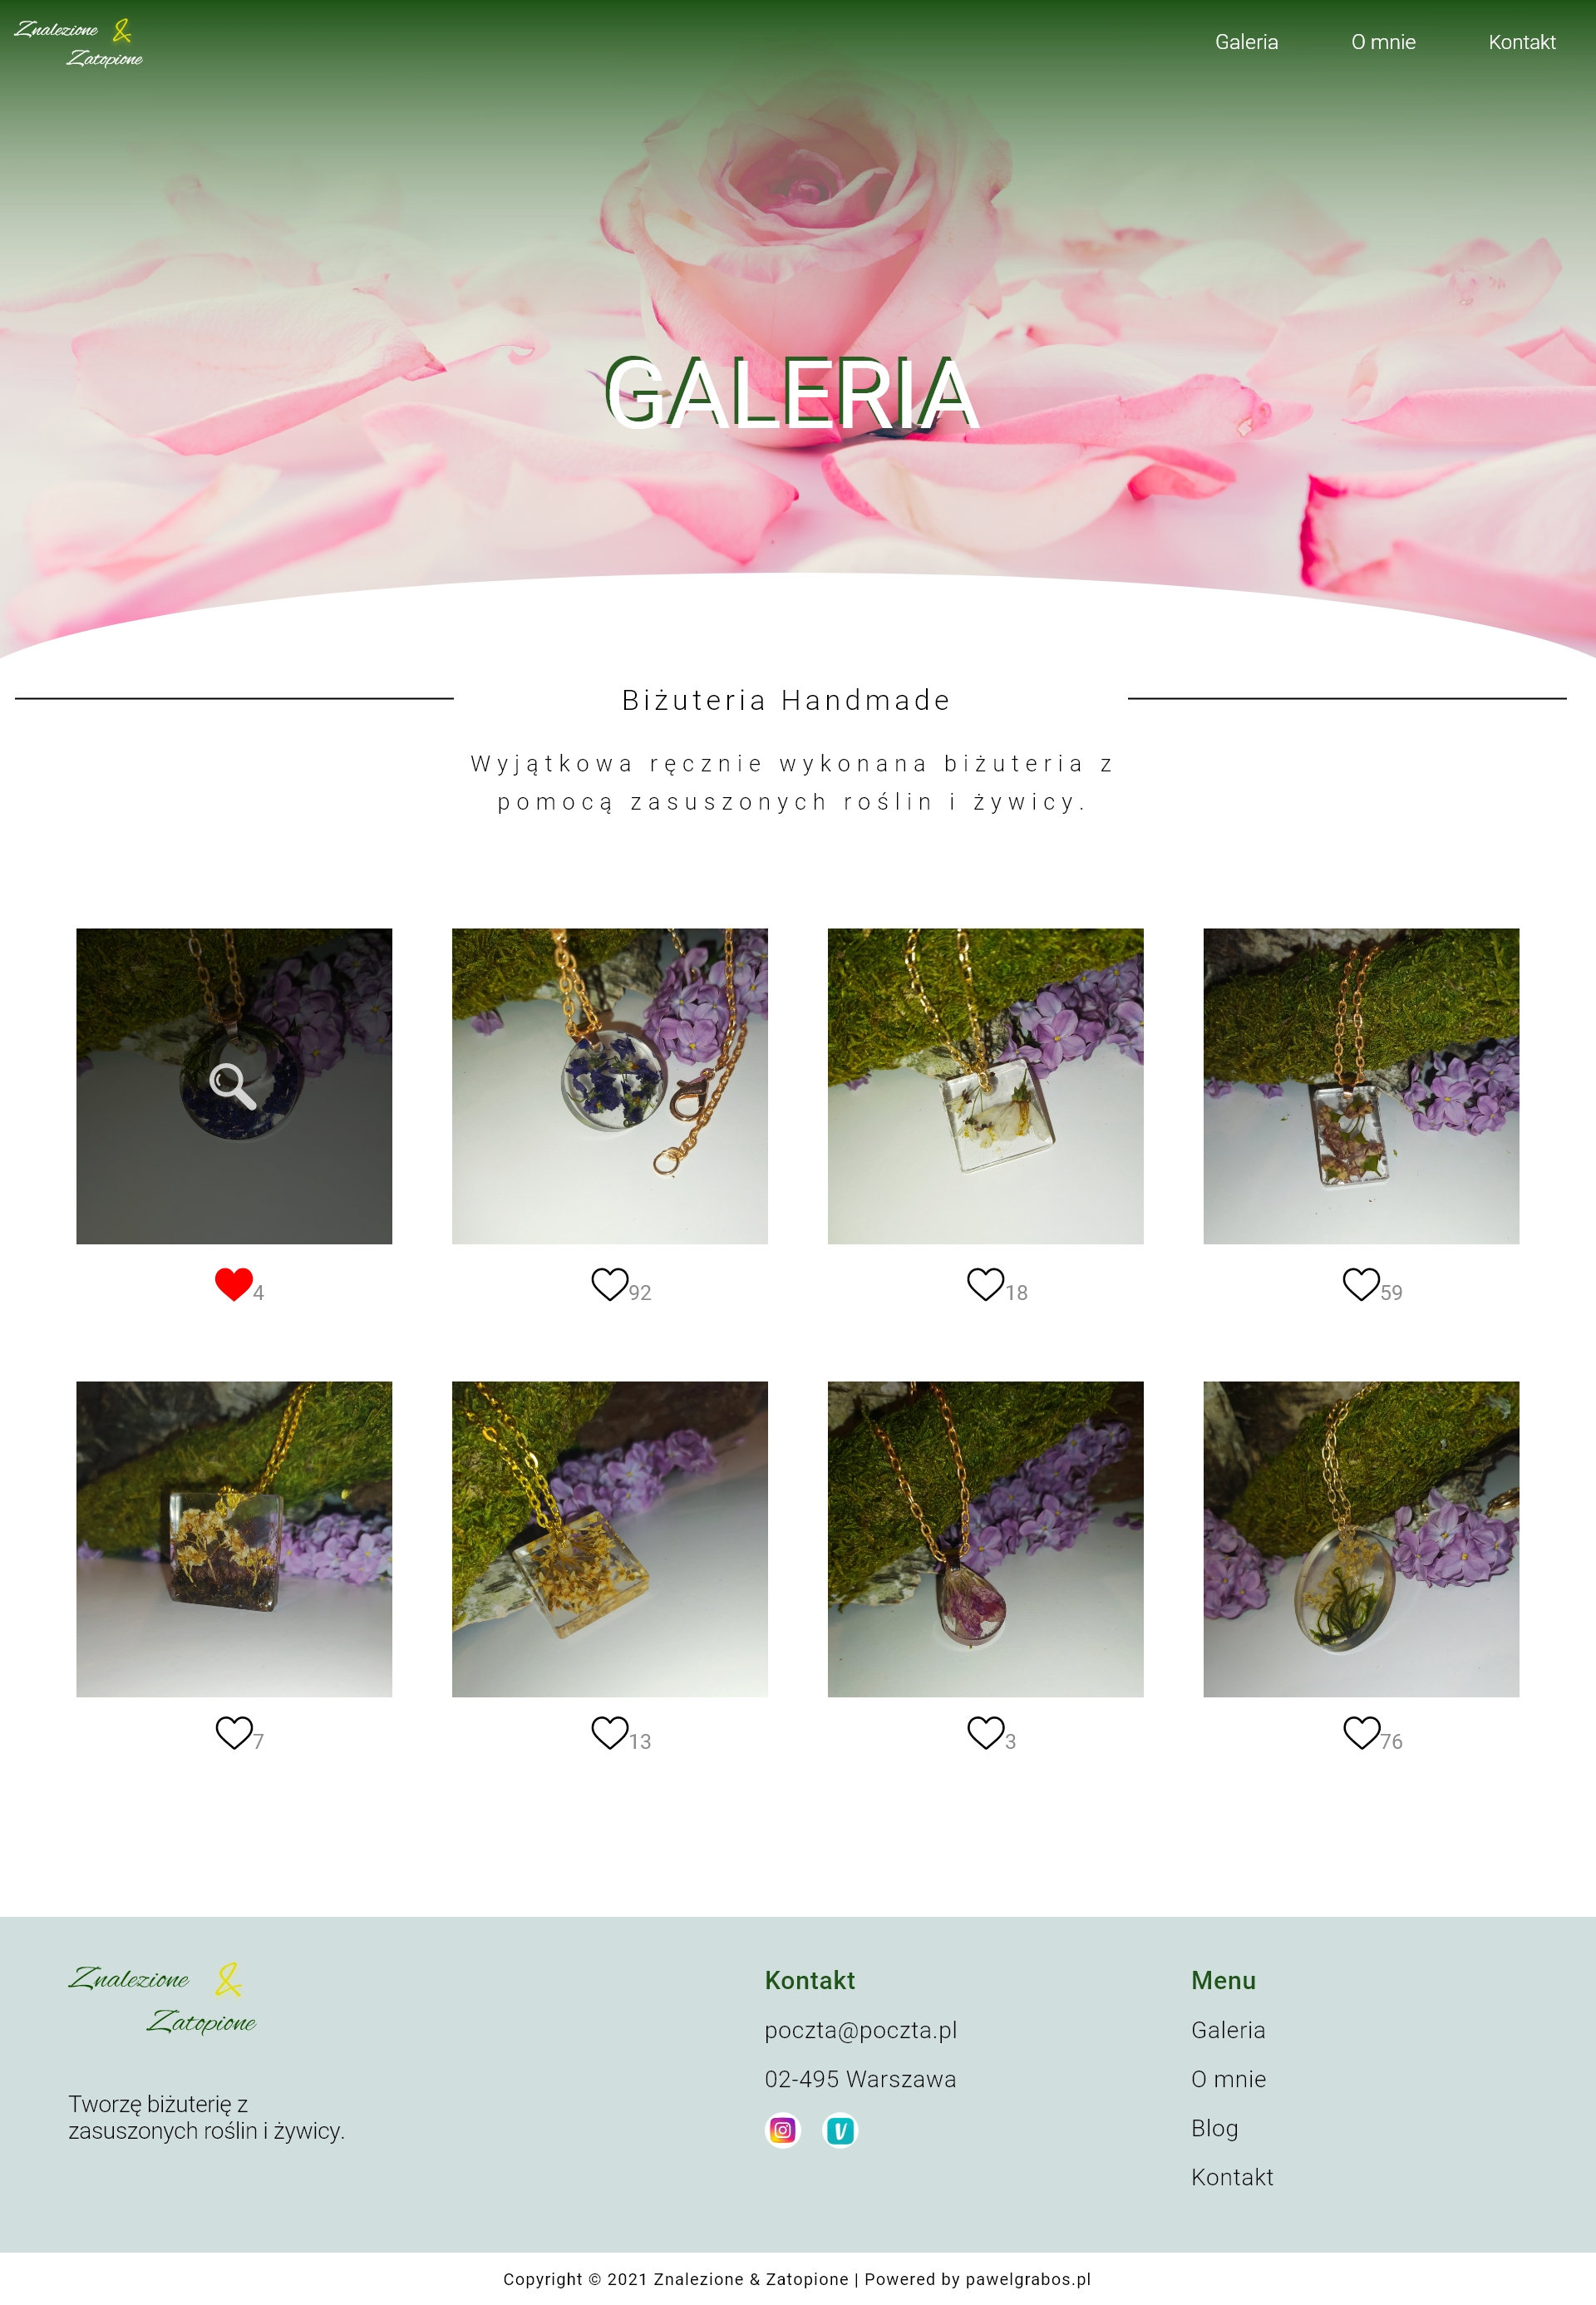 Znalezione &
Zatopione
Galeria
O mnie
Kontakt
GALERIA
Biżuteria Handmade
Wyjątkowa ręcznie wykonana biżuteria z
pomocą zasuszonych roślin i żywicy.
4
92
18
59
7
13
3
76
Znalezione &
Zatopione
Tworzę biżuterię z
zasuszonych roślin i żywicy.
Kontakt
poczta@poczta.pl
02-495 Warszawa
Menu
Galeria
O mnie
Blog
Kontakt
Copyright © 2021 Znalezione & Zatopione | Powered by pawelgrabos.pl